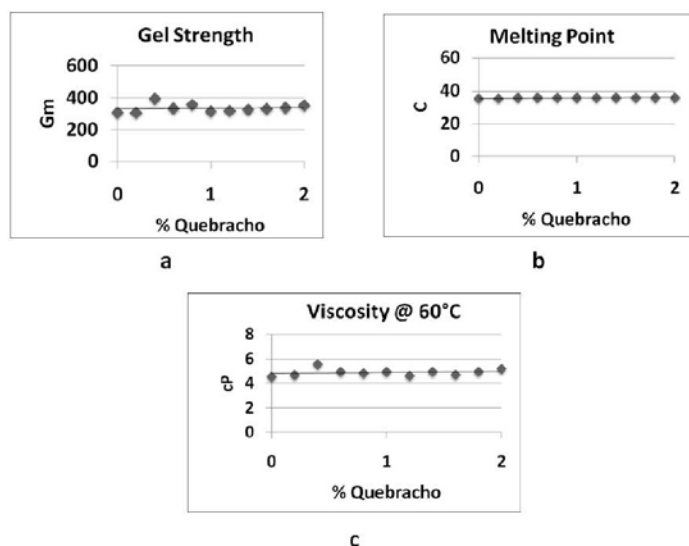 Gel Strength
600
400
200
0
Gm
0 1 2
% Quebracho
a
Melting Point
60
40
20
0
C
0 1 2
% Quebracho
b
Viscosity @ 60°C
8
6
4
2
0
cP
0 1 2
% Quebracho
c